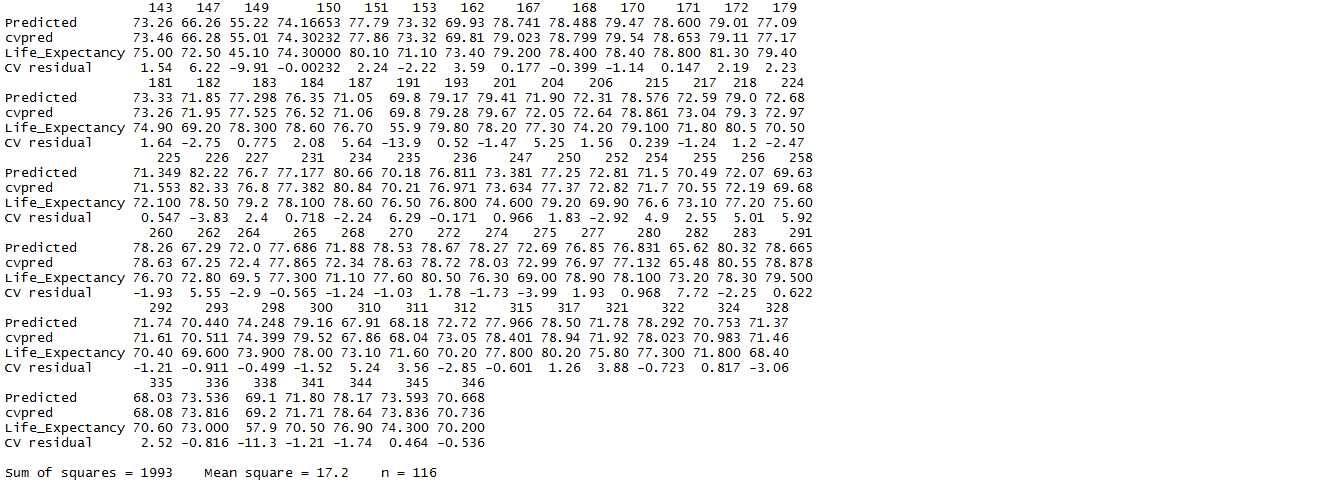 143 147 149 150 151 153 162 167 168 170 171 172 179
Predicted 73.26 66.26 55.22 74.16653 77.79 73.32 69.93 78.741 78.488 79.47 78.600 79.01 77.09
cvpred 73.46 66.28 55.01 74.30232 77.86 73.32 69.81 79.023 78.799 79.54 78.653 79.11 77.17
Life_Expectancy 75.00 72.50 45.10 74.30000 80.10 71.10 73.40 79.200 78.400 78.40 78.800 81.30 79.40
CV residual 1.54 6.22 -9.91 -0.00232 2.24 -2.22 3.59 0.177 -0.399 -1.14 0.147 2.19 2.23
181 182 183 184 187 191 193 201 204 206 215 217 218 224
Predicted 73.33 71.85 77.298 76.35 71.05 69.8 79.17 79.41 71.90 72.31 78.576 72.59 79.0 72.68
cvpred 73.26 71.95 77.525 76.52 71.06 69.8 79.28 79.67 72.05 72.64 78.861 73.04 79.3 72.97
Life_Expectancy 74.90 69.20 78.300 78.60 76.70 55.9 79.80 78.20 77.30 74.20 79.100 71.80 80.5 70.50
CV residual 1.64 -2.75 0.775 2.08 5.64 -13.9 0.52 -1.47 5.25 1.56 0.239 -1.24 1.2 -2.47
225 226 227 231 234 235 236 247 250 252 254 255 256 258
Predicted 71.349 82.22 76.7 77.177 80.66 70.18 76.811 73.381 77.25 72.81 71.5 70.49 72.07 69.63
cvpred 71.553 82.33 76.8 77.382 80.84 70.21 76.971 73.634 77.37 72.82 71.7 70.55 72.19 69.68
Life_Expectancy 72.100 78.50 79.2 78.100 78.60 76.50 76.800 74.600 79.20 69.90 76.6 73.10 77.20 75.60
CV residual 0.547 -3.83 2.4 0.718 -2.24 6.29 -0.171 0.966 1.83 -2.92 4.9 2.55 5.01 5.92
260 262 264 265 268 270 272 274 275 277 280 282 283 291
Predicted 78.26 67.29 72.0 77.686 71.88 78.53 78.67 78.27 72.69 76.85 76.831 65.62 80.32 78.665
cvpred 78.63 67.25 72.4 77.865 72.34 78.63 78.72 78.03 72.99 76.97 77.132 65.48 80.55 78.878
Life_Expectancy 76.70 72.80 69.5 77.300 71.10 77.60 80.50 76.30 69.00 78.90 78.100 73.20 78.30 79.500
CV residual -1.93 5.55 -2.9 -0.565 -1.24 -1.03 1.78 -1.73 -3.99 1.93 0.968 7.72 -2.25 0.622
292 293 298 300 310 311 312 315 317 321 322 324 328
Predicted 71.74 70.440 74.248 79.16 67.91 68.18 72.72 77.966 78.50 71.78 78.292 70.753 71.37
cvpred 71.61 70.511 74.399 79.52 67.86 68.04 73.05 78.401 78.94 71.92 78.023 70.983 71.46
Life_Expectancy 70.40 69.600 73.900 78.00 73.10 71.60 70.20 77.800 80.20 75.80 77.300 71.800 68.40
CV residual -1.21 -0.911 -0.499 -1.52 5.24 3.56 -2.85 -0.601 1.26 3.88 -0.723 0.817 -3.06
335 336 338 341 344 345 346
Predicted 68.03 73.536 69.1 71.80 78.17 73.593 70.668
cvpred 68.08 73.816 69.2 71.71 78.64 73.836 70.736
Life_Expectancy 70.60 73.000 57.9 70.50 76.90 74.300 70.200
CV residual 2.52 -0.816 -11.3 -1.21 -1.74 0.464 -0.536
Sum of squares = 1993 Mean square = 17.2 n = 116